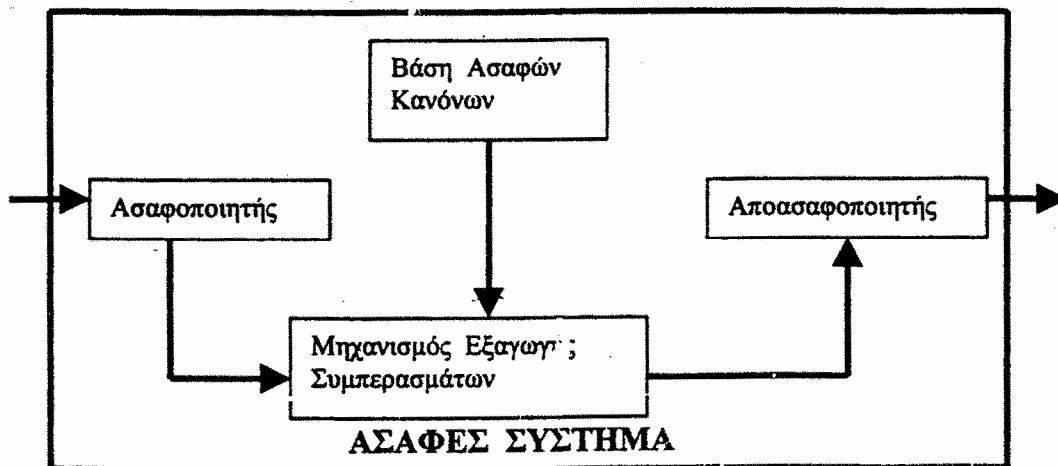 Βάση Ασαφών
Κανόνων
Ασαφοποιητής
Αποασαφοποιητής
Μηχανισμός
Συμπερασμάτων
ΑΣΑΦΕΣ ΣΥΣΤΗΜΑ